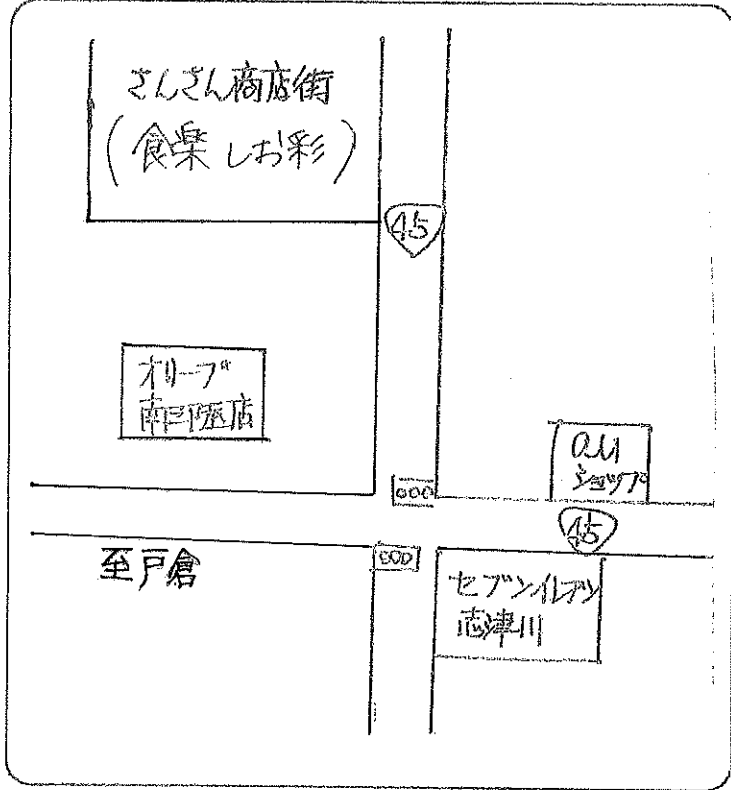 さんさん商店街
(食楽 しお彩)
45
オリーブ
南三陸店
au
ショップ
45
至戸倉
セブンイレブン
志津川